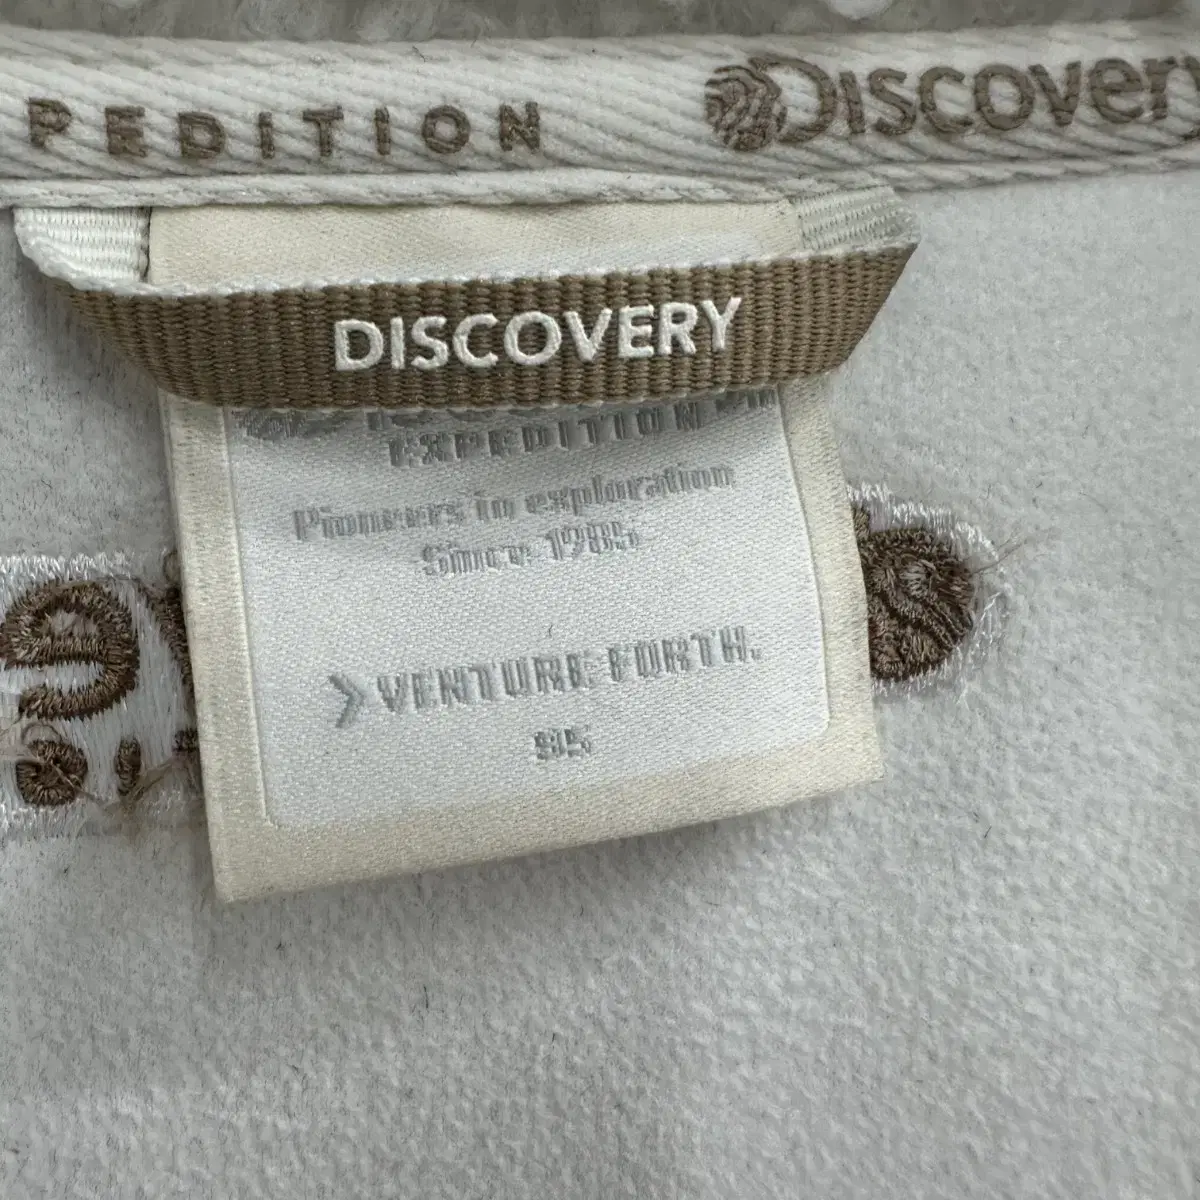 PEDITION Discovery
DISCOVERY
EXPEDITION
Pioneers in exploration
Since 1985
VENTURE FORTH.
95